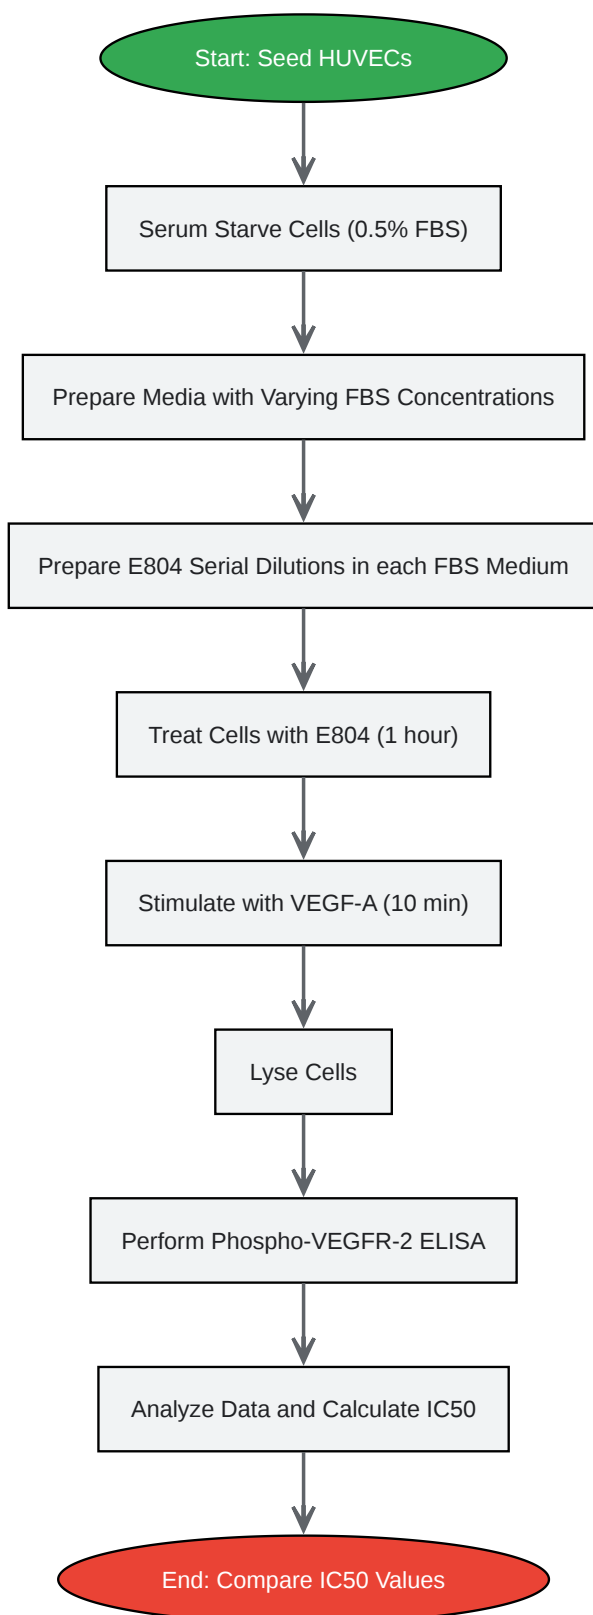 Start: Seed HUVECs
Serum Starve Cells (0.5% FBS)
Prepare Media with Varying FBS Concentrations
Prepare E804 Serial Dilutions in each FBS Medium
Treat Cells with E804 (1 hour)
Stimulate with VEGF-A (10 min)
Lyse Cells
Perform Phospho-VEGFR-2 ELISA
Analyze Data and Calculate IC50
End: Compare IC50 Values